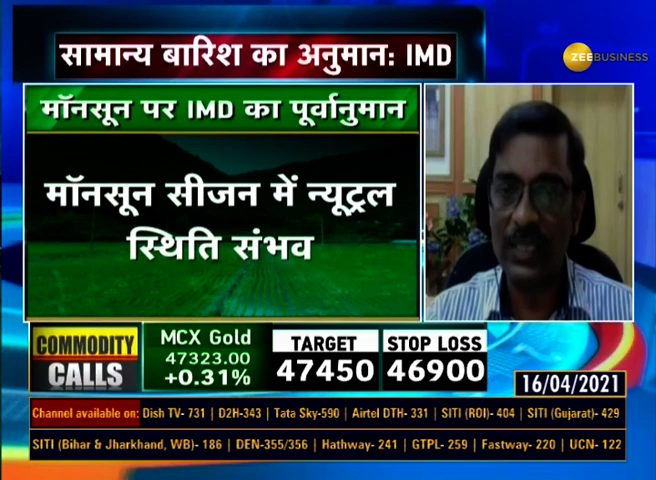 सामान्य बारिश का अनुमान: IMD
ZEEBUSINESS
मॉनसून पर IMD का पूर्वानुमान
मॉनसून सीजन में न्यूट्रल
स्थिति संभव
COMMODITY
CALLS
MCX Gold
47323.00
+0.31%
TARGET
47450
STOP LOSS
46900
16/04/2021
Channel available on: Dish TV- 731 | D2H-343 | Tata Sky-590 | Airtel DTH- 331 | SITI (ROI)- 404 | SITI (Gujarat)- 429
SITI (Bihar & Jharkhand, WB)- 186 | DEN-355/356 | Hathway- 241 | GTPL- 259 | Fastway- 220 | UCN- 122